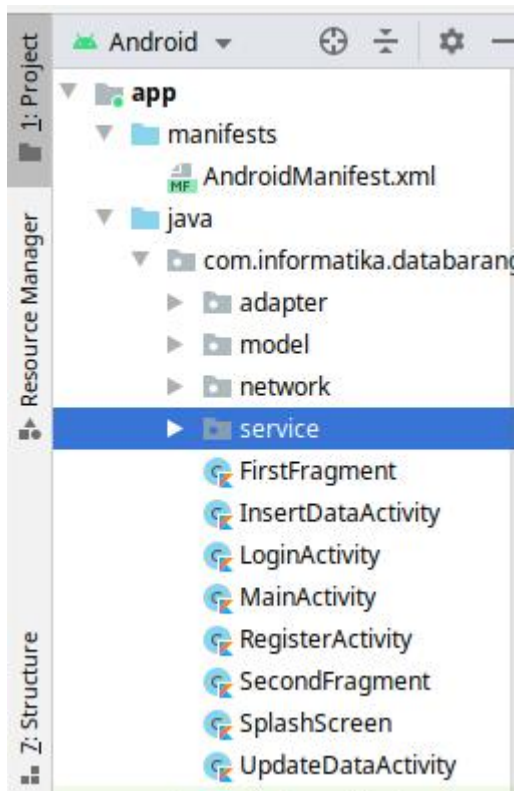 Android
1: Project
app
manifests
MF AndroidManifest.xml
java
com.informatika.databarang
Resource Manager
adapter
model
network
service
FirstFragment
InsertDataActivity
LoginActivity
MainActivity
RegisterActivity
SecondFragment
7: Structure
SplashScreen
UpdateDataActivity